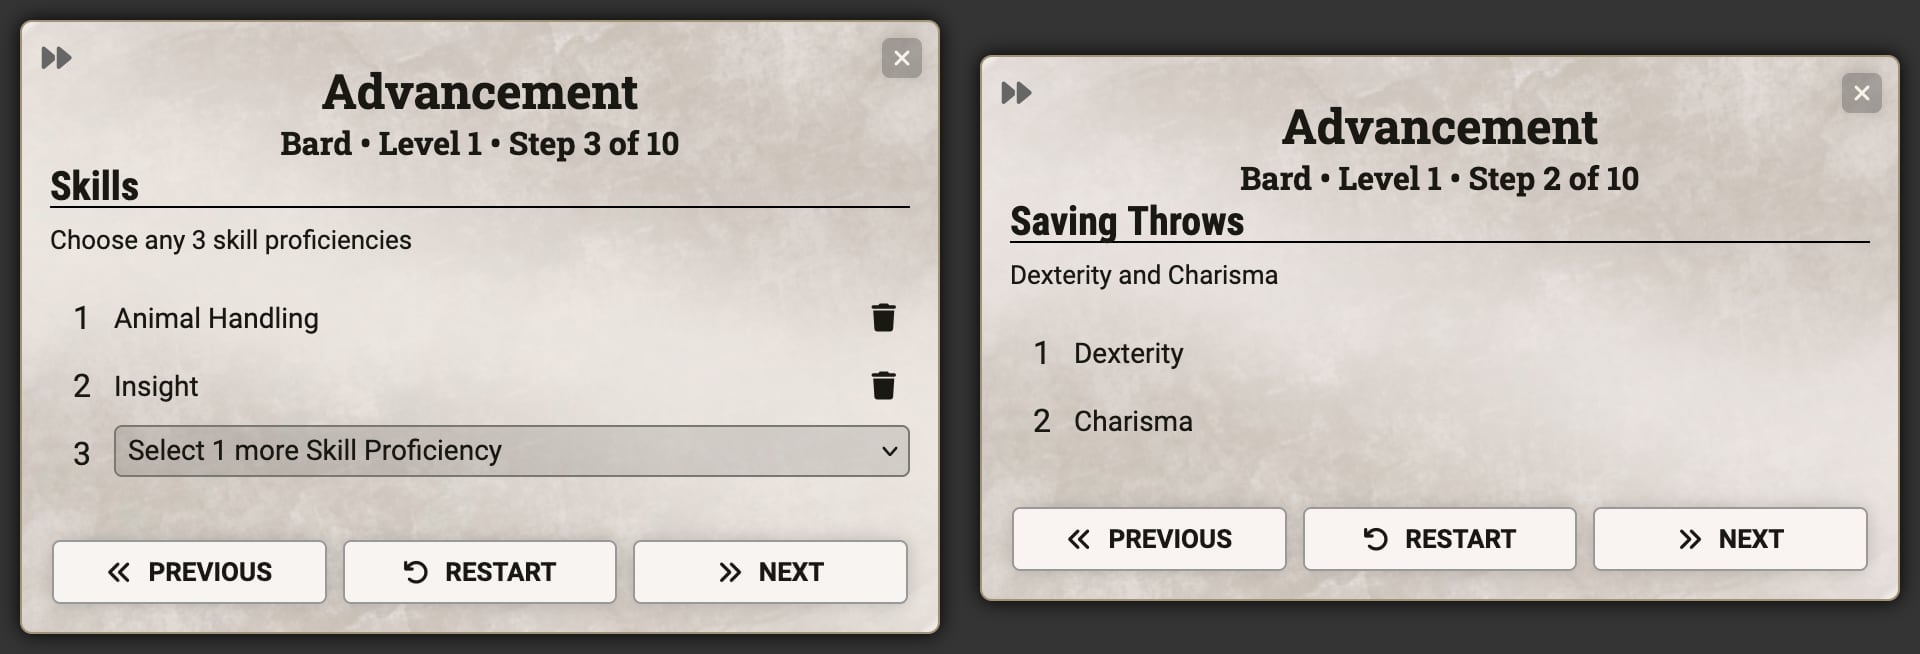 Advancement
Bard • Level 1 • Step 3 of 10
Skills
Choose any 3 skill proficiencies
1 Animal Handling
2 Insight
3 Select 1 more Skill Proficiency
PREVIOUS RESTART NEXT
Advancement
Bard • Level 1 • Step 2 of 10
Saving Throws
Dexterity and Charisma
1 Dexterity
2 Charisma
PREVIOUS RESTART NEXT